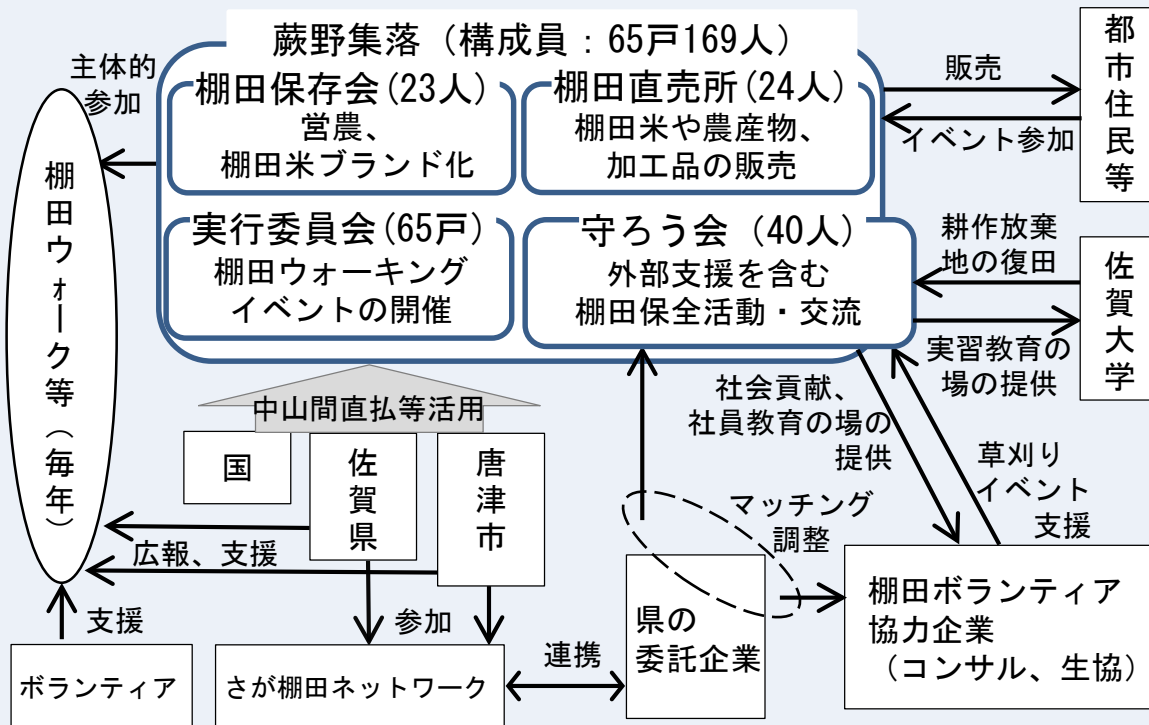 蕨野集落（構成員：65戸169人）
主体的
参加
棚田保存会(23人)
営農、
棚田米ブランド化
棚田直売所(24人)
棚田米や農産物、
加工品の販売
実行委員会(65戸)
棚田ウォーキング
イベントの開催
守ろう会（40人）
外部支援を含む
棚田保全活動・交流
販売
イベント参加
都市住民等
耕作放棄
地の復田
実習教育の
場の提供
佐賀大学
棚田ウォーク等（毎年）
中山間直払等活用
国
佐賀県
唐津市
社会貢献、
社員教育の場の
提供
草刈り
イベント
支援
マッチング
調整
広報、支援
支援
ボランティア
参加
さが棚田ネットワーク
連携
県の
委託企業
棚田ボランティア
協力企業
（コンサル、生協）